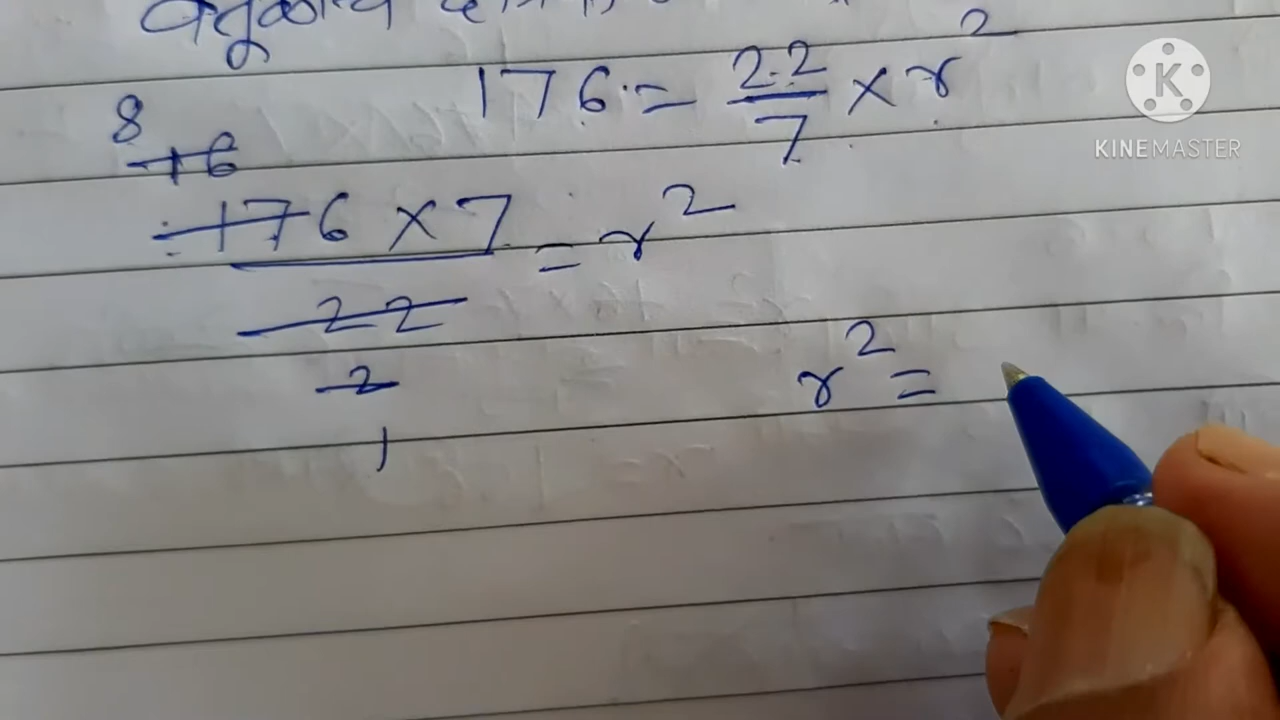 176 = 22/7 × r²
8
16
176 × 7 / 22 = r²
2
1
r² =
K
KINEMASTER